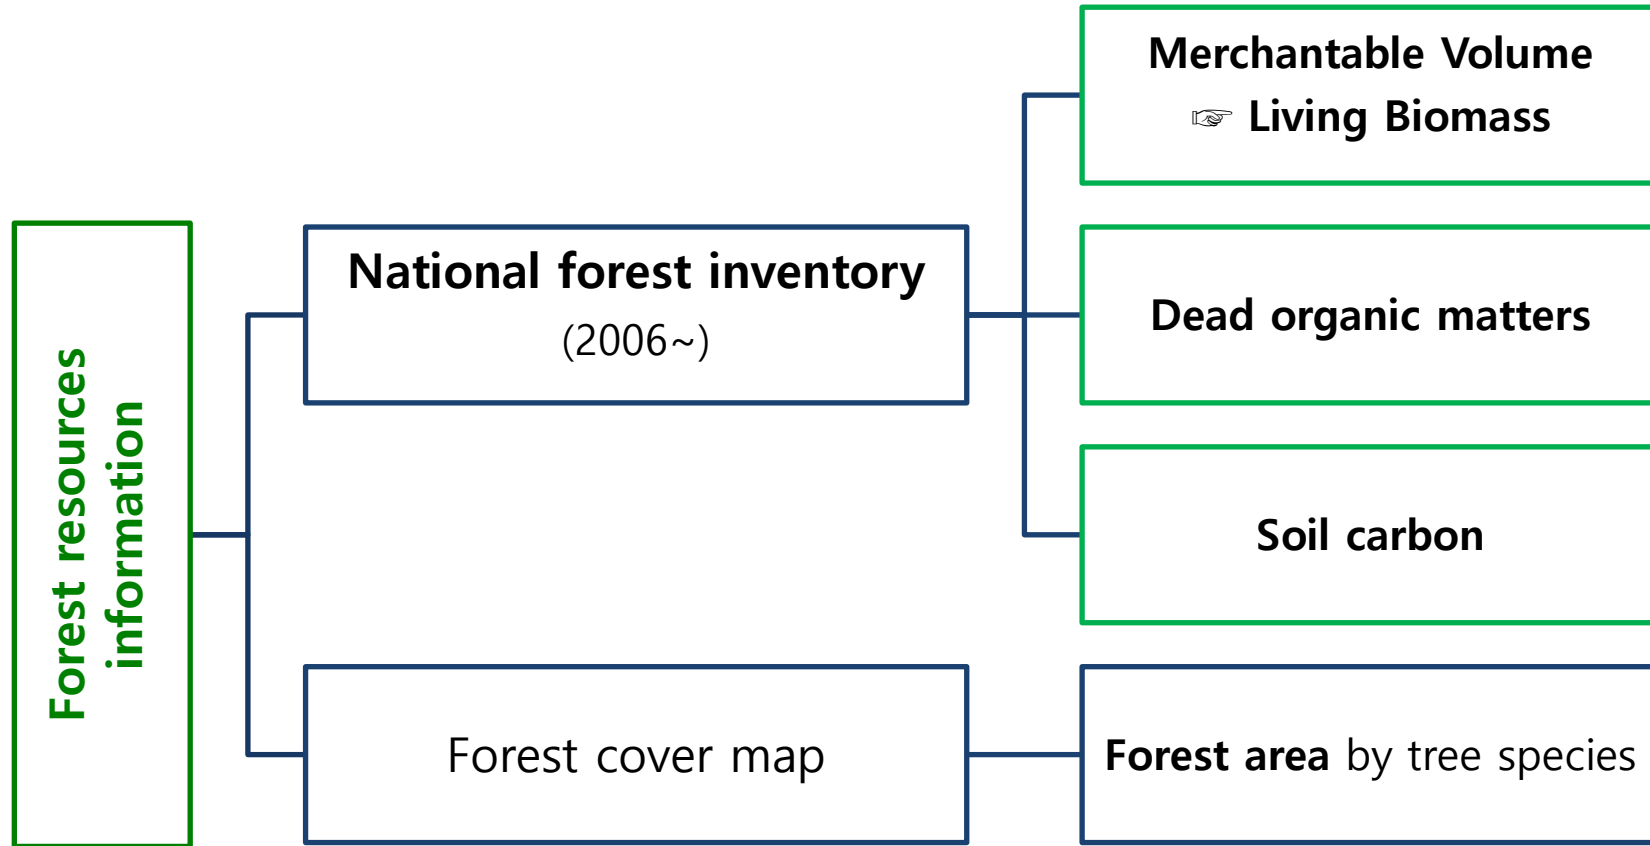 Forest resources
information
National forest inventory
(2006~)
Merchantable Volume
☞ Living Biomass
Dead organic matters
Soil carbon
Forest cover map
Forest area by tree species